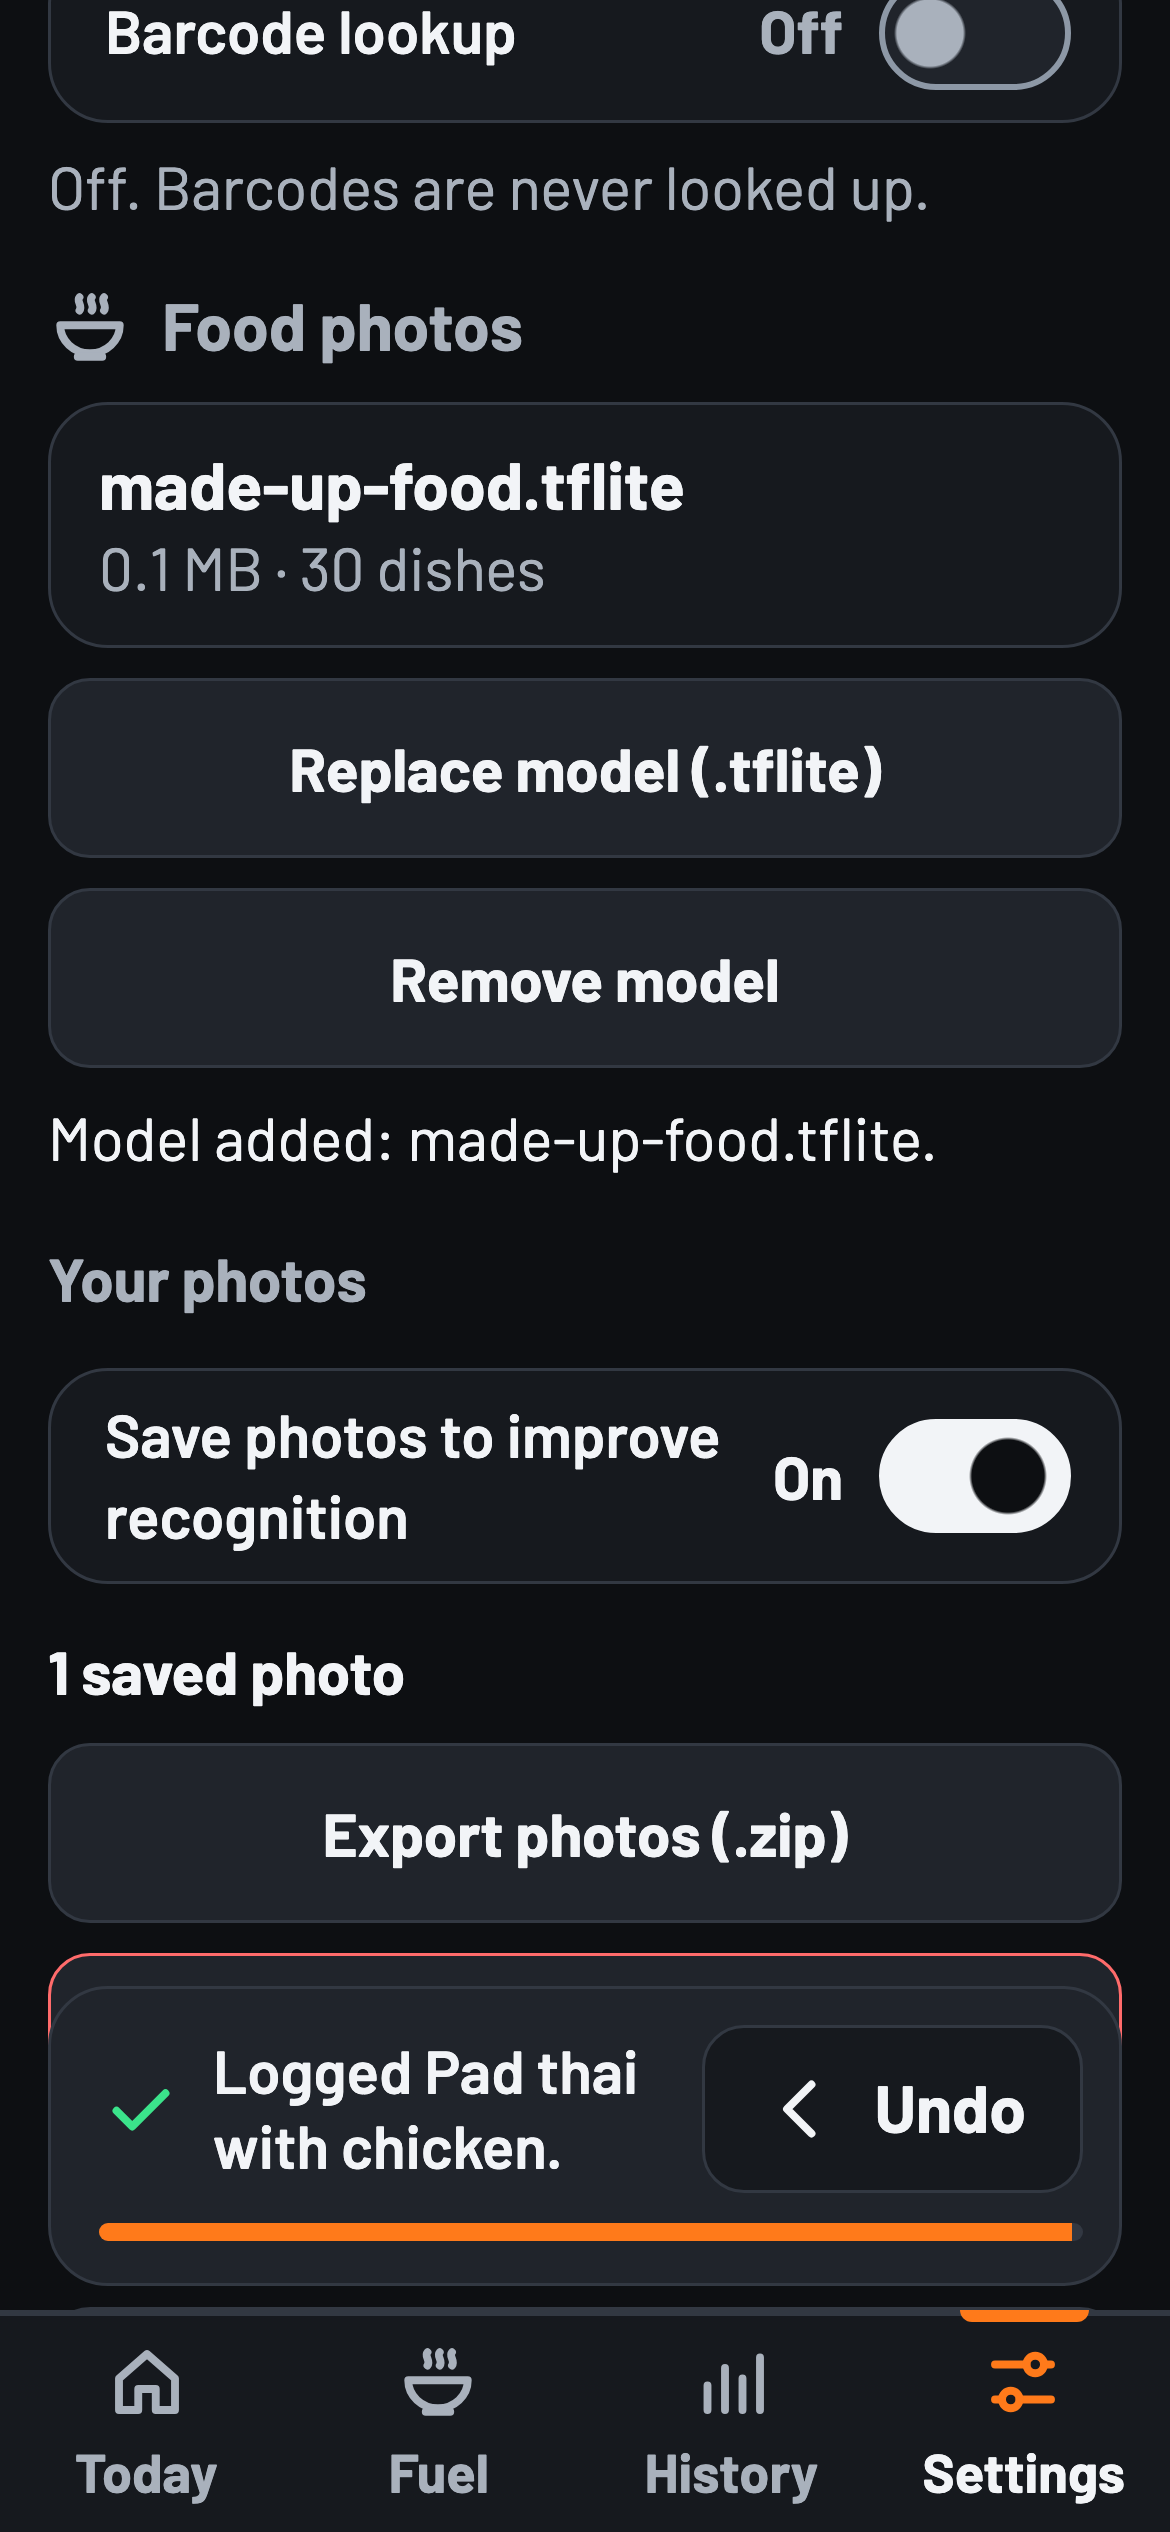 Barcode lookup Off
Off. Barcodes are never looked up.
Food photos
made-up-food.tflite
0.1 MB · 30 dishes
Replace model (.tflite)
Remove model
Model added: made-up-food.tflite.
Your photos
Save photos to improve
recognition
On
1 saved photo
Export photos (.zip)
Logged Pad thai
with chicken.
Undo
Today Fuel History Settings